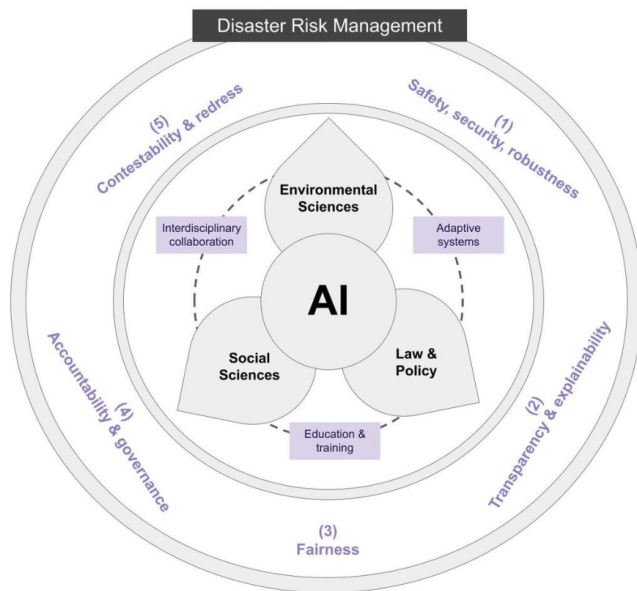 Disaster Risk Management
(5)
Contestability & redress
(1)
Safety, security, robustness
Environmental
Sciences
Interdisciplinary
collaboration
Adaptive
systems
AI
Social
Sciences
Law &
Policy
Education &
training
Accountability & governance
(4)
(2)
Transparency & explainability
(3)
Fairness